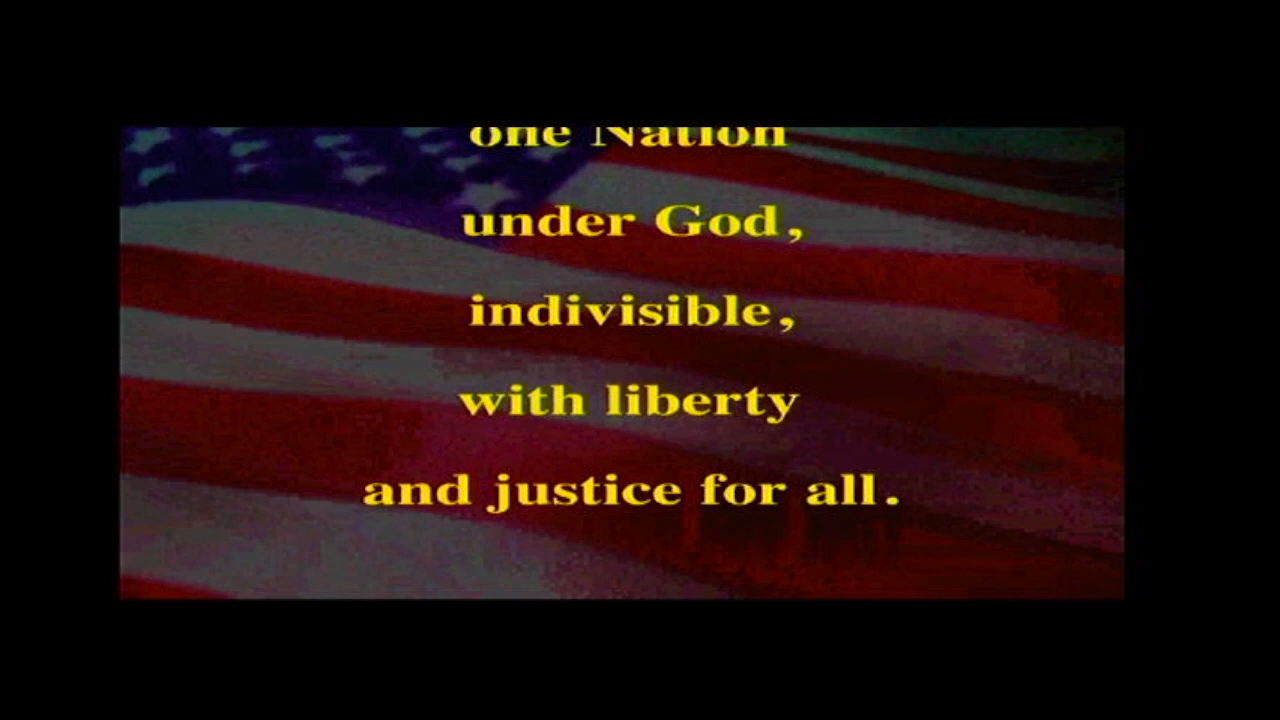 one Nation
under God,
indivisible,
with liberty
and justice for all.